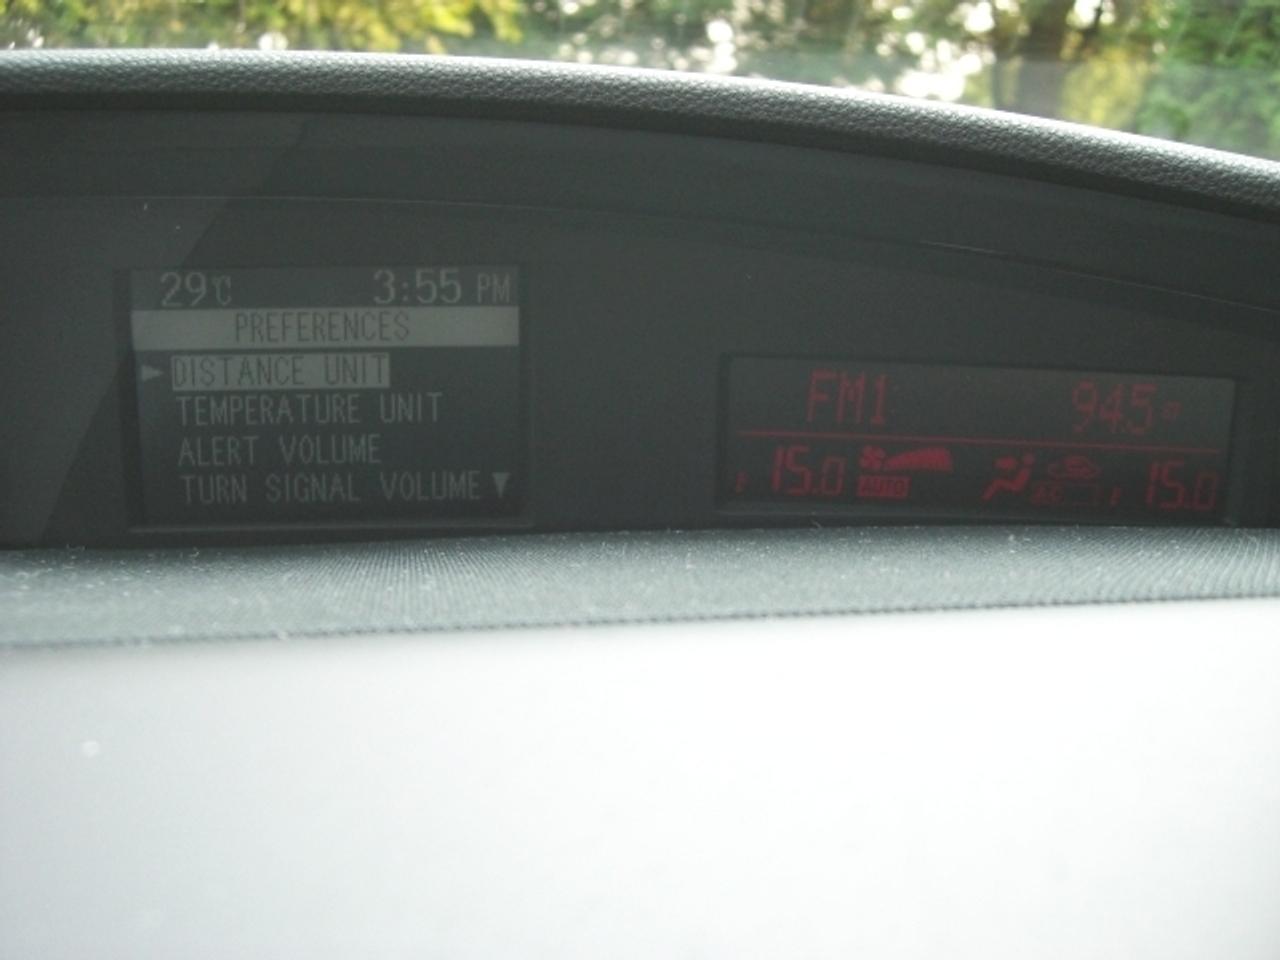 29℃ 3:55 PM
PREFERENCES
DISTANCE UNIT
TEMPERATURE UNIT
ALERT VOLUME
TURN SIGNAL VOLUME
FM1 94.5 ST
15.0 AUTO A/C 15.0